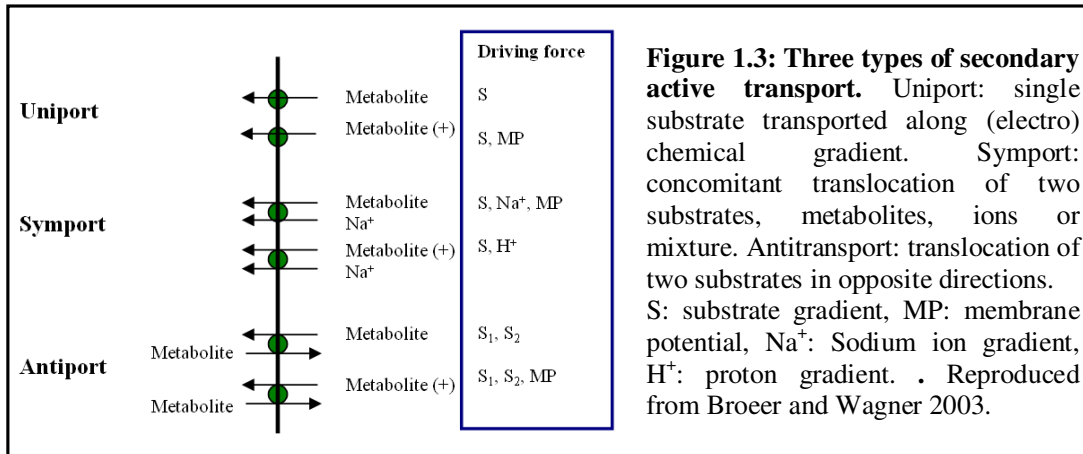 Driving force
Uniport
Metabolite S
Metabolite (+) S, MP
Symport
Metabolite S, Na⁺, MP
Na⁺
Metabolite (+) S, H⁺
Na⁺
Antiport
Metabolite S₁, S₂
Metabolite
Metabolite (+) S₁, S₂, MP
Metabolite
Figure 1.3: Three types of secondary
active transport. Uniport: single
substrate transported along (electro)
chemical gradient. Symport:
concomitant translocation of two
substrates, metabolites, ions or
mixture. Antitransport: translocation of
two substrates in opposite directions.
S: substrate gradient, MP: membrane
potential, Na⁺: Sodium ion gradient,
H⁺: proton gradient. . Reproduced
from Broeer and Wagner 2003.